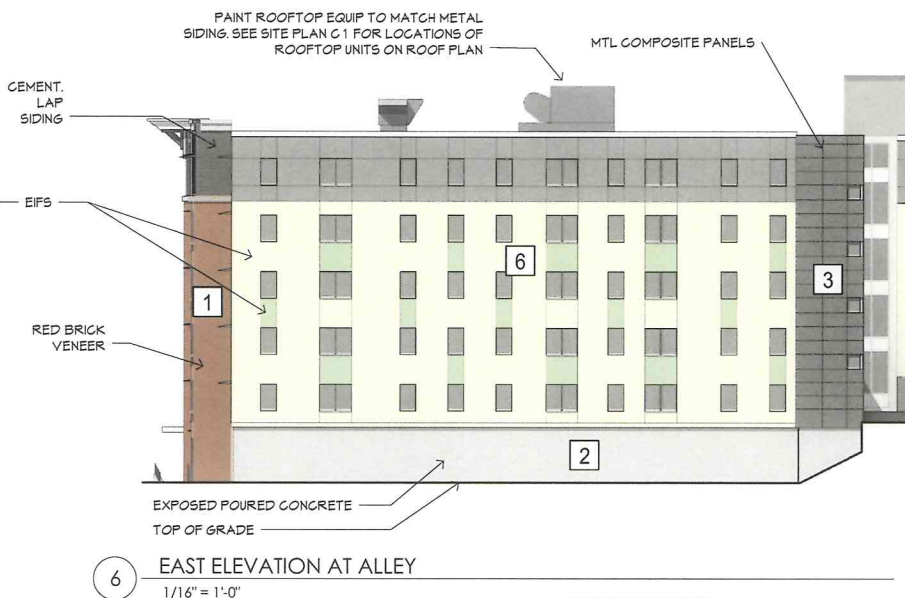 PAINT ROOFTOP EQUIP TO MATCH METAL
SIDING. SEE SITE PLAN C1 FOR LOCATIONS OF
ROOFTOP UNITS ON ROOF PLAN
MTL COMPOSITE PANELS
CEMENT.
LAP
SIDING
EIFS
6
3
1
RED BRICK
VENEER
2
EXPOSED POURED CONCRETE
TOP OF GRADE
6
EAST ELEVATION AT ALLEY
1/16" = 1'-0"